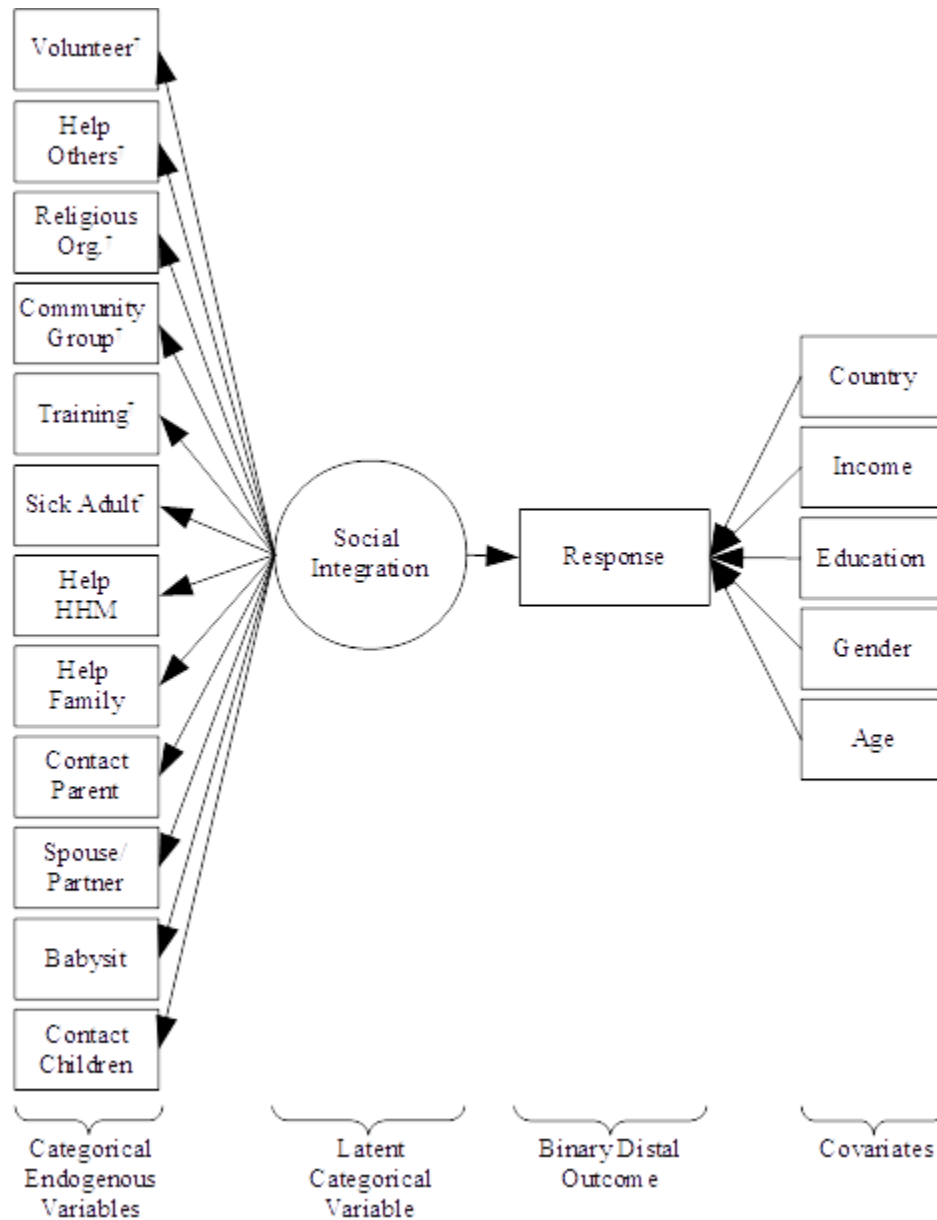 Volunteer†
Help
Others†
Religious
Org.†
Community
Group†
Training†
Sick Adult†
Help
HHM
Help
Family
Contact
Parent
Spouse/
Partner
Babysit
Contact
Children
Categorical
Endogenous
Variables
Social
Integration
Latent
Categorical
Variable
Response
Binary Distal
Outcome
Country
Income
Education
Gender
Age
Covariates